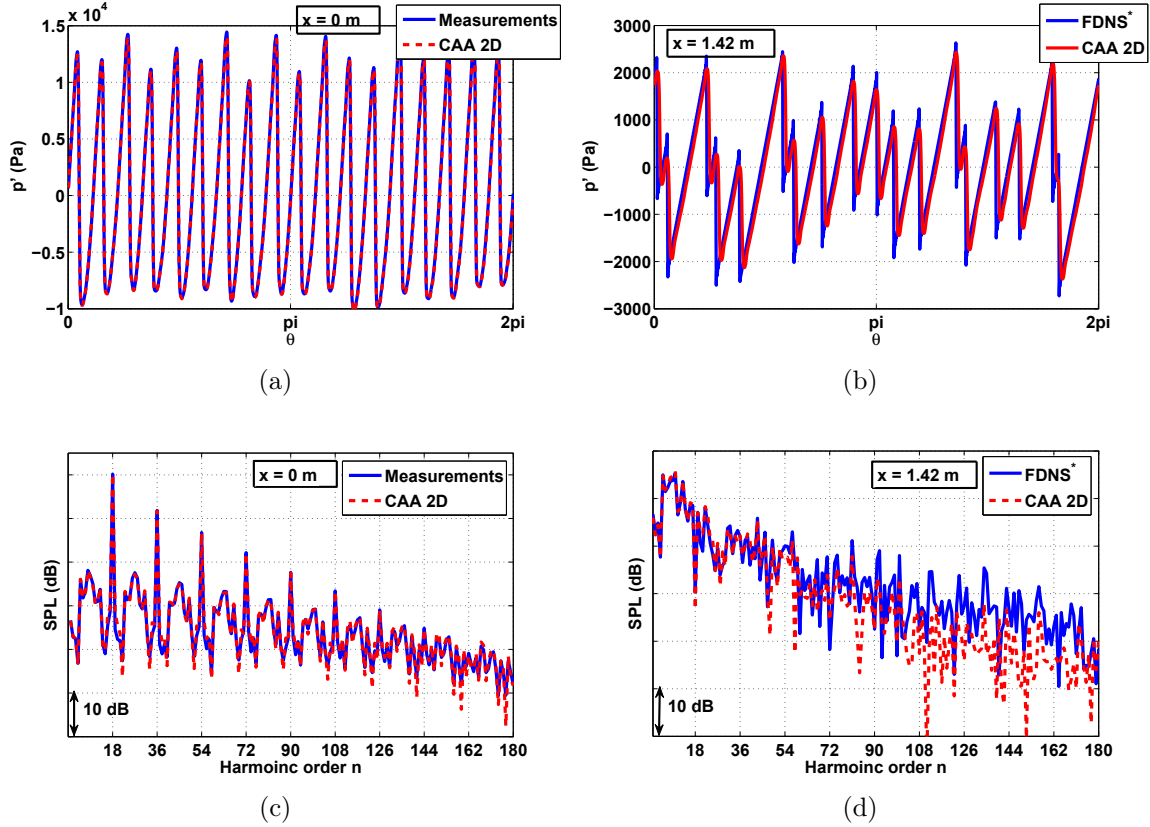 x 10^4
x = 0 m
Measurements
CAA 2D
1.5
1
0.5
0
−0.5
−1
p' (Pa)
0
pi
2pi
θ
(a)
x = 1.42 m
FDNS*
CAA 2D
3000
2000
1000
0
−1000
−2000
−3000
p' (Pa)
0
pi
2pi
θ
(b)
x = 0 m
Measurements
CAA 2D
SPL (dB)
10 dB
18 36 54 72 90 108 126 144 162 180
Harmoinc order n
(c)
x = 1.42 m
FDNS*
CAA 2D
SPL (dB)
10 dB
18 36 54 72 90 108 126 144 162 180
Harmoinc order n
(d)